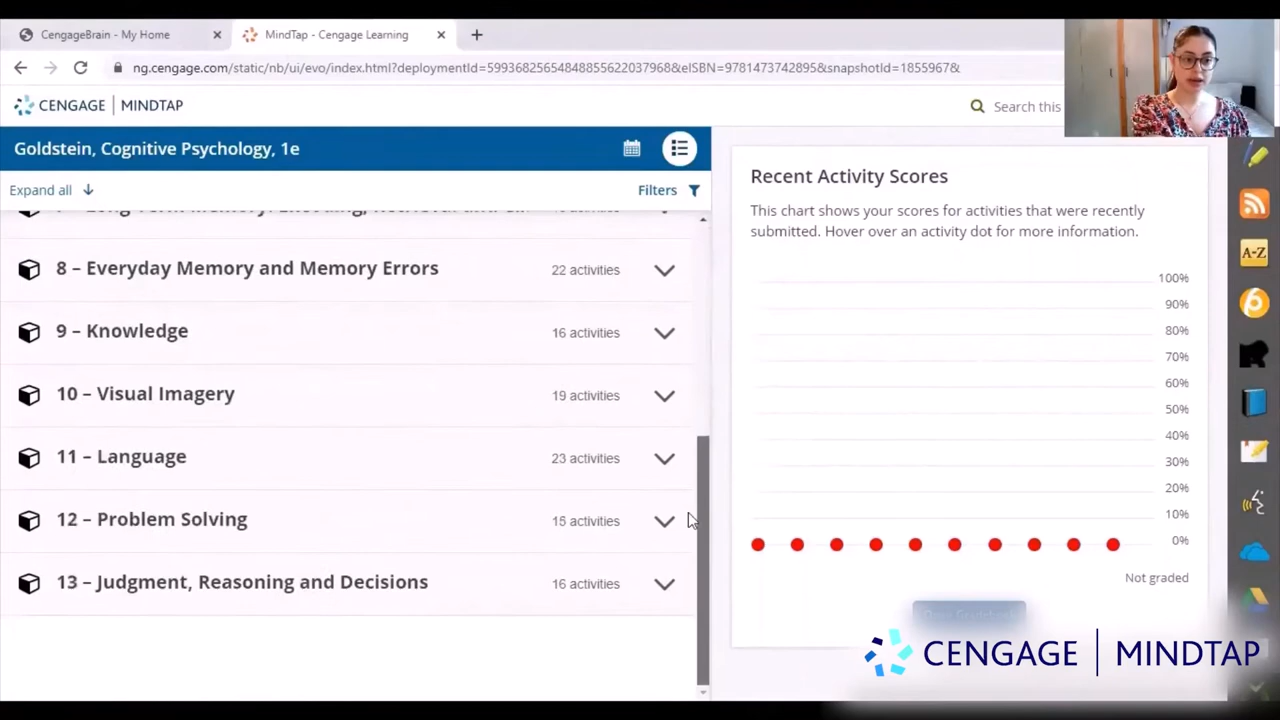 CengageBrain - My Home
MindTap - Cengage Learning
ng.cengage.com/static/nb/ui/evo/index.html?deploymentId=5995682565484885562203 7968&eISBN=9781473742895&snapshotId=1855967&
CENGAGE | MINDTAP
Search this
Goldstein, Cognitive Psychology, 1e
Expand all
Filters
8 – Everyday Memory and Memory Errors
22 activities
9 – Knowledge
16 activities
10 – Visual Imagery
19 activities
11 – Language
23 activities
12 – Problem Solving
15 activities
13 – Judgment, Reasoning and Decisions
16 activities
Recent Activity Scores
This chart shows your scores for activities that were recently
submitted. Hover over an activity dot for more information.
100%
90%
80%
70%
60%
50%
40%
30%
20%
10%
0%
Not graded
A-Z
CENGAGE | MINDTAP